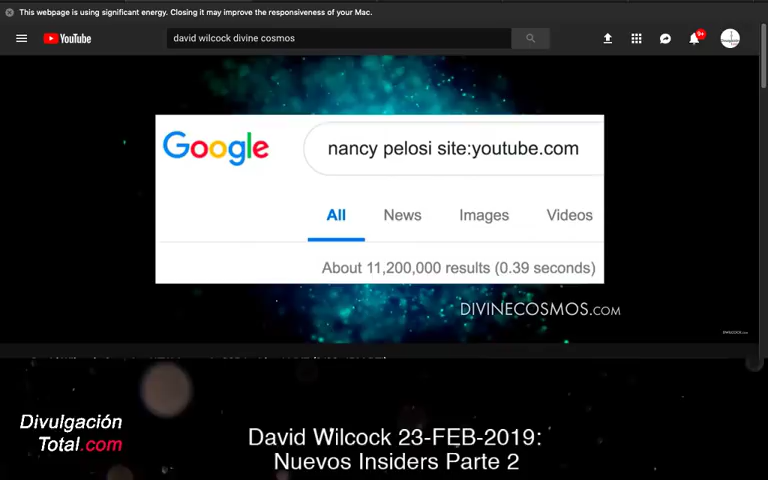 This webpage is using significant energy. Closing it may improve the responsiveness of your Mac.
YouTube
david wilcock divine cosmos
9+
Google
nancy pelosi site:youtube.com
All News Images Videos
About 11,200,000 results (0.39 seconds)
DIVINECOSMOS.COM
Divulgación
Total.com
David Wilcock 23-FEB-2019:
Nuevos Insiders Parte 2